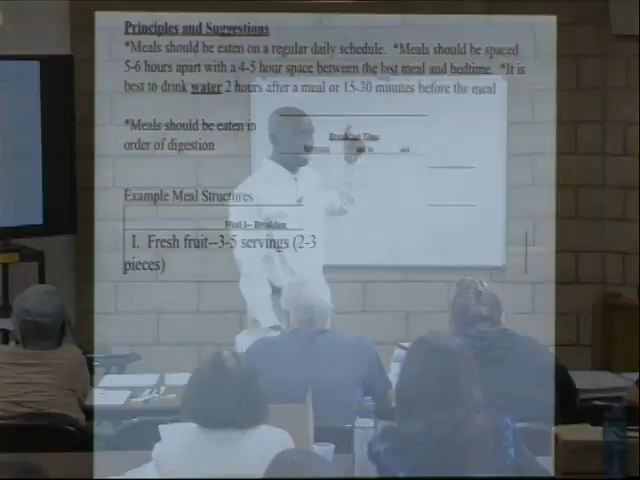 Principles and Suggestions
*Meals should be eaten on a regular daily schedule. *Meals should be spaced
5-6 hours apart with a 4-5 hour space between the last meal and bedtime. *It is
best to drink water 2 hours after a meal or 15-30 minutes before the meal
*Meals should be eaten in
order of digestion
Example Meal Structures
Meal I-- Breakfast
I. Fresh fruit--3-5 servings (2-3
pieces)